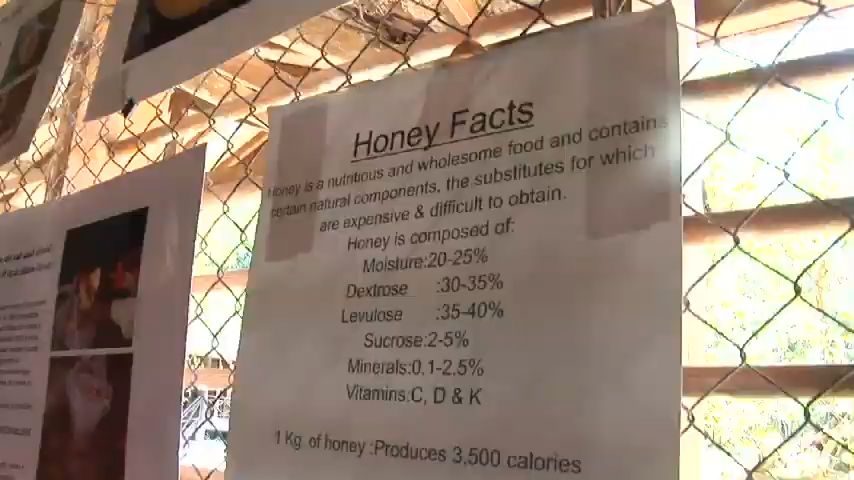 Honey Facts
Honey is a nutritious and wholesome food and contains
certain natural components, the substitutes for which
are expensive & difficult to obtain.
Honey is composed of:
Moisture:20-25%
Dextrose :30-35%
Levulose :35-40%
Sucrose:2-5%
Minerals:0.1-2.5%
Vitamins:C, D & K
1 Kg. of honey :Produces 3,500 calories